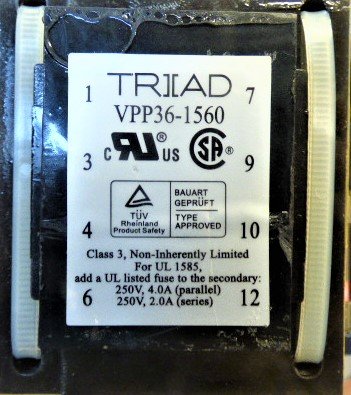 TRIAD
1 7
VPP36-1560
c RU ® US SA ®
3 9
TÜV
Rheinland
Product Safety
BAUART
GEPRÜFT
TYPE
APPROVED
4 10
Class 3, Non-Inherently Limited
For UL 1585,
add a UL listed fuse to the secondary:
250V, 4.0A (parallel)
6 12
250V, 2.0A (series)